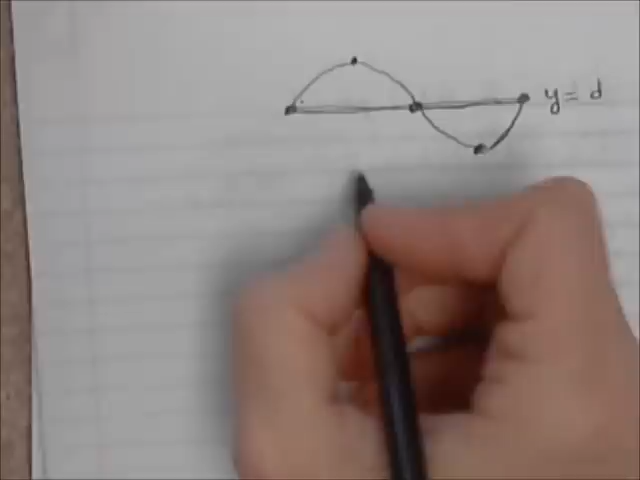 y = d